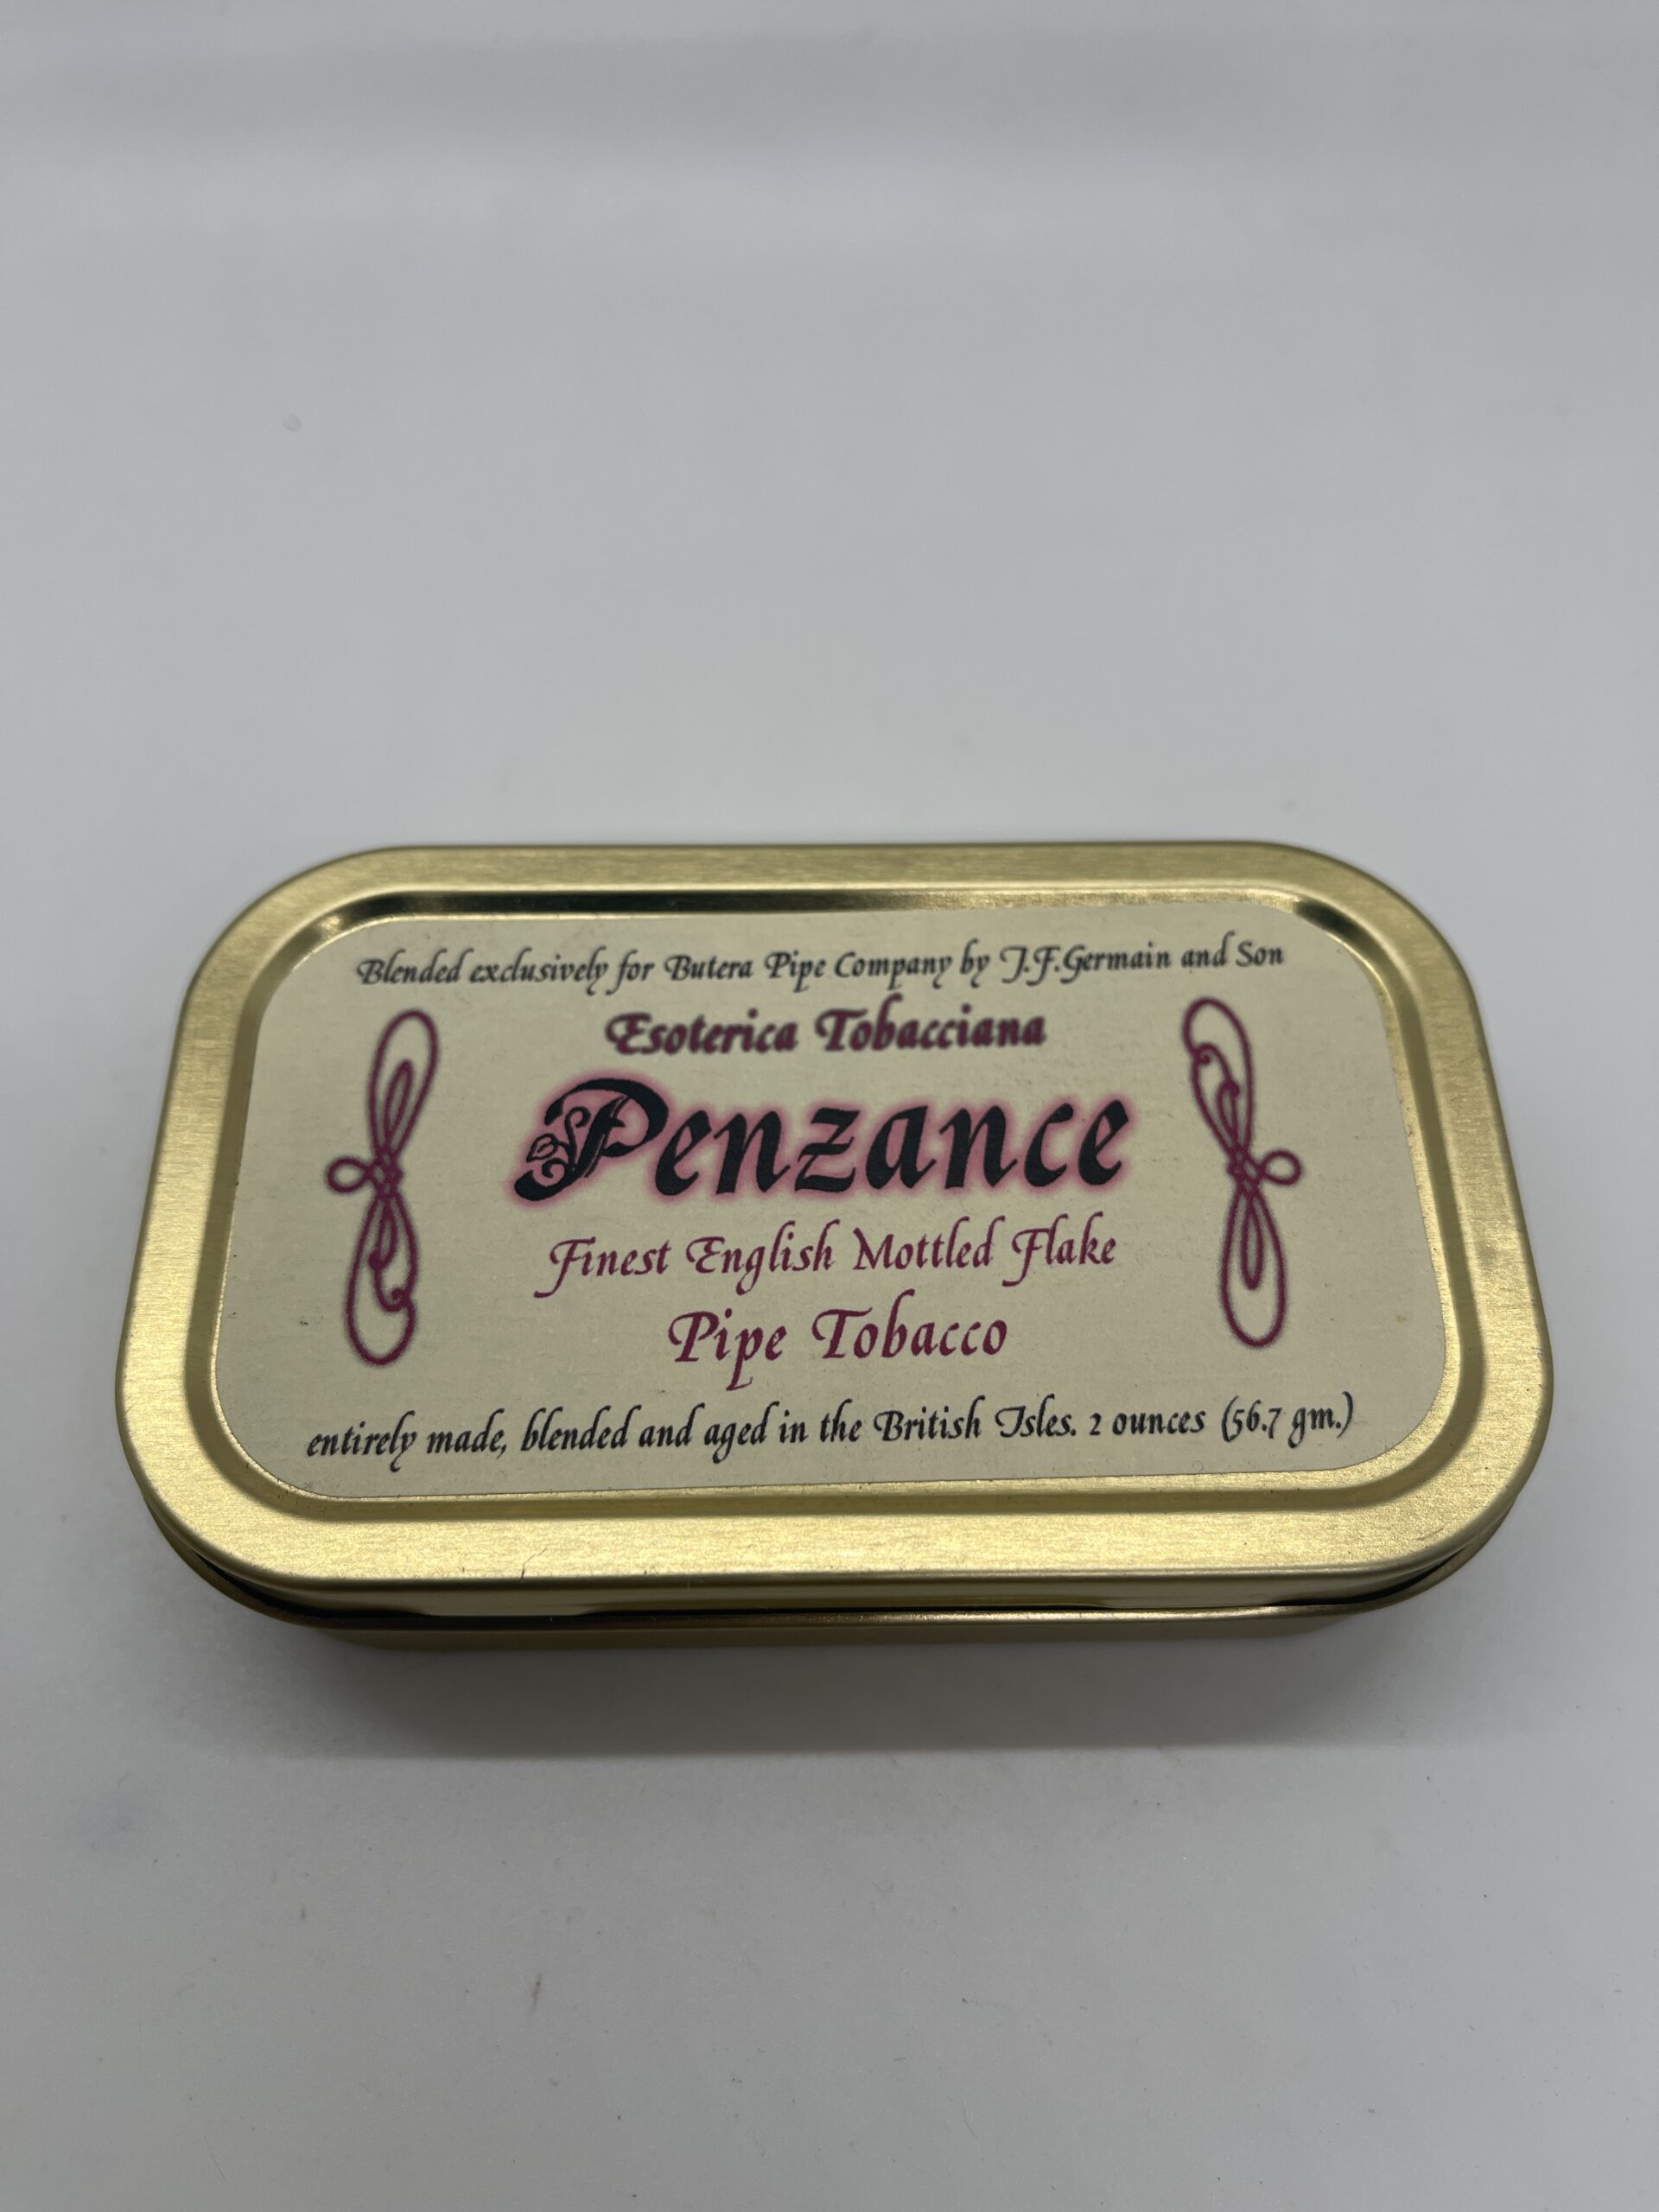 Blended exclusively for Butera Pipe Company by J.F.Germain and Son
Esoterica Tobacciana
Penzance
Finest English Mottled Flake
Pipe Tobacco
entirely made, blended and aged in the British Isles. 2 ounces (56.7 gm.)